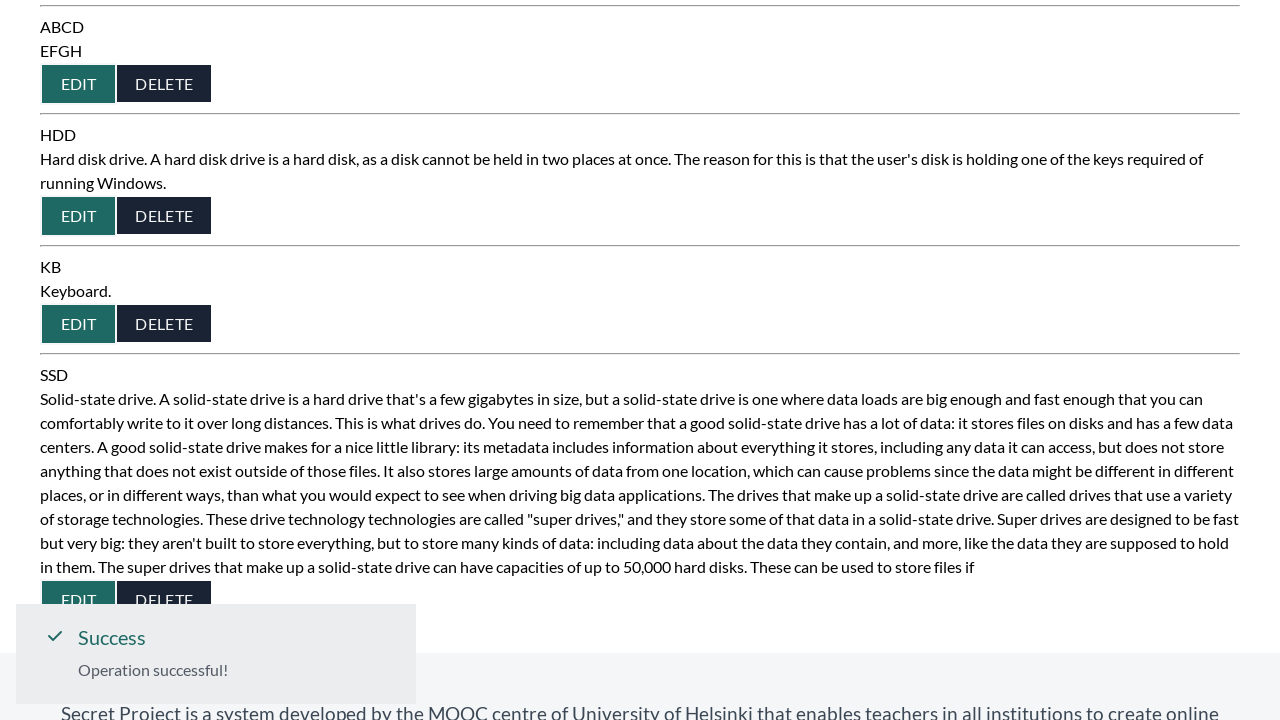 ABCD
EFGH
EDIT DELETE
HDD
Hard disk drive. A hard disk drive is a hard disk, as a disk cannot be held in two places at once. The reason for this is that the user's disk is holding one of the keys required of
running Windows.
EDIT DELETE
KB
Keyboard.
EDIT DELETE
SSD
Solid-state drive. A solid-state drive is a hard drive that's a few gigabytes in size, but a solid-state drive is one where data loads are big enough and fast enough that you can
comfortably write to it over long distances. This is what drives do. You need to remember that a good solid-state drive has a lot of data: it stores files on disks and has a few data
centers. A good solid-state drive makes for a nice little library: its metadata includes information about everything it stores, including any data it can access, but does not store
anything that does not exist outside of those files. It also stores large amounts of data from one location, which can cause problems since the data might be different in different
places, or in different ways, than what you would expect to see when driving big data applications. The drives that make up a solid-state drive are called drives that use a variety
of storage technologies. These drive technology technologies are called "super drives," and they store some of that data in a solid-state drive. Super drives are designed to be fast
but very big: they aren't built to store everything, but to store many kinds of data: including data about the data they contain, and more, like the data they are supposed to hold
in them. The super drives that make up a solid-state drive can have capacities of up to 50,000 hard disks. These can be used to store files if
EDIT DELETE
Success
Operation successful!
Secret Project is a system developed by the MOOC centre of University of Helsinki that enables teachers in all institutions to create online